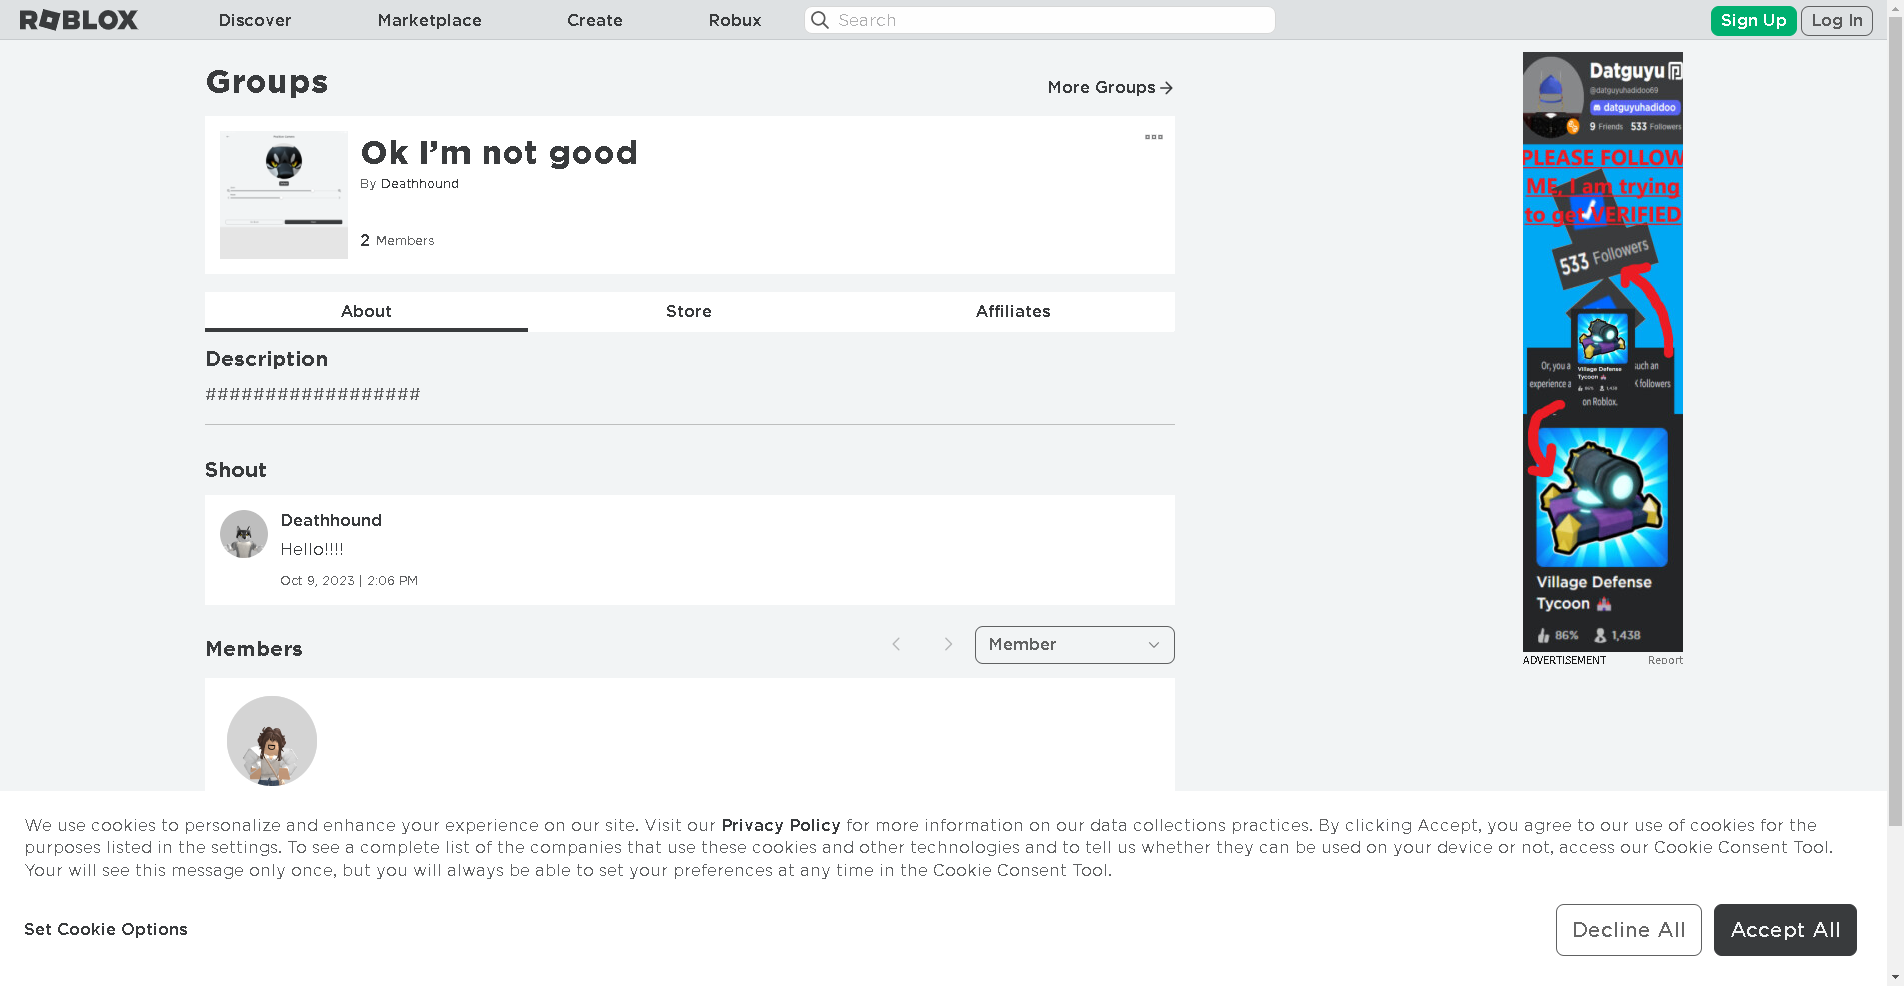 ROBLOX
Discover
Marketplace
Create
Robux
Search
Sign Up
Log In
Groups
More Groups
Ok I'm not good
By Deathhound
2 Members
About
Store
Affiliates
Description
##################
Shout
Deathhound
Hello!!!!
Oct 9, 2023 | 2:06 PM
Members
Member
Datguyu
@datguyuhadidoo69
datguyuhadidoo
9 Friends 533 Followers
PLEASE FOLLOW
ME, I am trying
to get VERIFIED
533 Followers
Or, you a
such an
experience a
K followers
on Roblox.
Village Defense
Tycoon
86% 1,438
Village Defense
Tycoon
86% 1,438
ADVERTISEMENT
Report
We use cookies to personalize and enhance your experience on our site. Visit our Privacy Policy for more information on our data collections practices. By clicking Accept, you agree to our use of cookies for the
purposes listed in the settings. To see a complete list of the companies that use these cookies and other technologies and to tell us whether they can be used on your device or not, access our Cookie Consent Tool.
Your will see this message only once, but you will always be able to set your preferences at any time in the Cookie Consent Tool.
Set Cookie Options
Decline All
Accept All